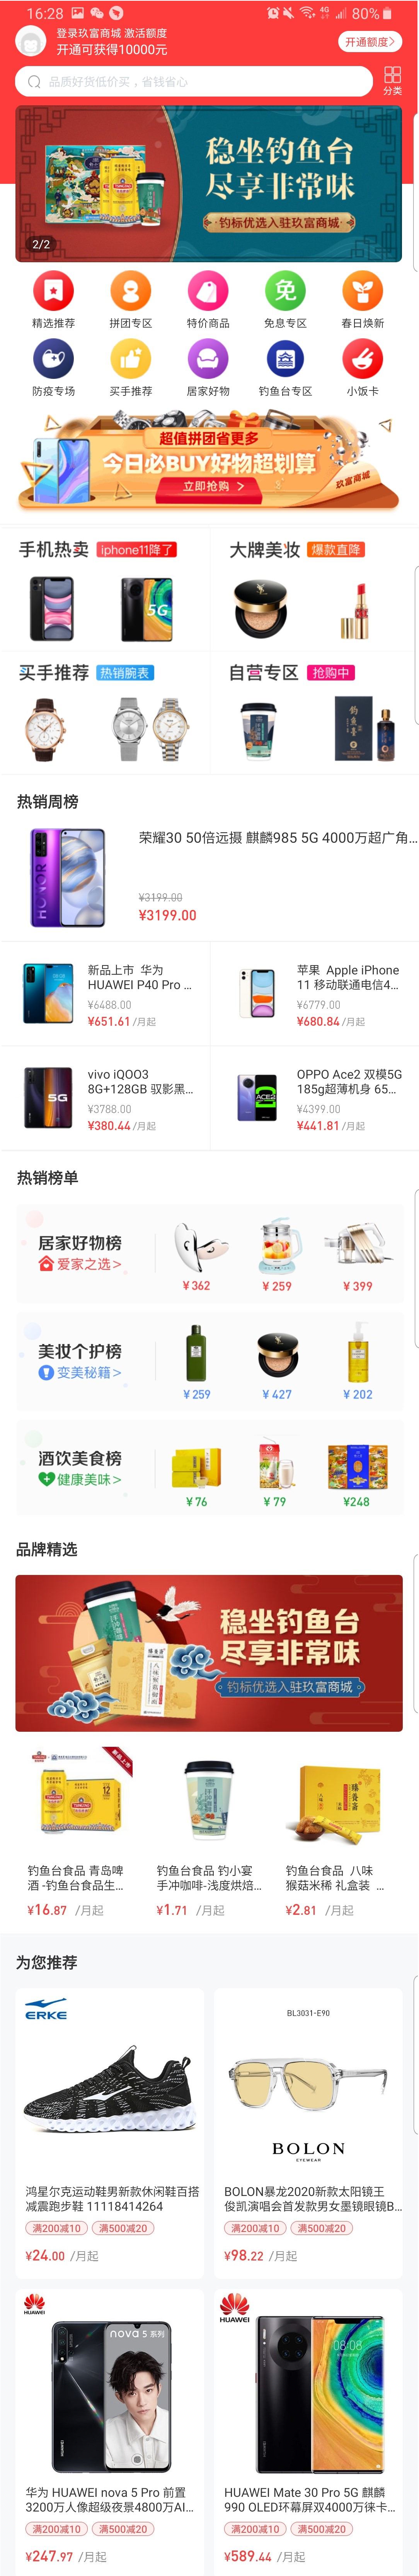 16:28
4G
80%
登录玖富商城 激活额度
开通可获得10000元
开通额度>
品质好货低价买，省钱省心
分类
稳坐钓鱼台
尽享非常味
钓标优选入驻玖富商城
2/2
精选推荐 拼团专区 特价商品 免息专区 春日焕新
免
防疫专场 买手推荐 居家好物 钓鱼台专区 小饭卡
超值拼团省更多
今日必BUY好物超划算
立即抢购 >
玖富商城
手机热卖 iphone11降了
大牌美妆 爆款直降
5G
买手推荐 热销腕表
自营专区 抢购中
钓鱼台
热销周榜
HONOR
荣耀30 50倍远摄 麒麟985 5G 4000万超广角...
¥3199.00
¥3199.00
新品上市 华为
HUAWEI P40 Pro ...
¥6488.00
¥651.61 /月起
苹果 Apple iPhone
11 移动联通电信4...
¥6779.00
¥680.84 /月起
5G
vivo iQOO3
8G+128GB 驭影黑...
¥3788.00
¥380.44 /月起
ACE2
OPPO Ace2 双模5G
185g超薄机身 65...
¥4399.00
¥441.81 /月起
热销榜单
居家好物榜
爱家之选>
¥362 ¥259 ¥399
美妆个护榜
变美秘籍>
¥259 ¥427 ¥202
酒饮美食榜
健康美味>
¥76 ¥79 ¥248
品牌精选
稳坐钓鱼台
尽享非常味
钓标优选入驻玖富商城
钓鱼台食品 青岛啤
酒 -钓鱼台食品生...
¥16.87 /月起
钓鱼台食品 钓小宴
手冲咖啡-浅度烘焙...
¥1.71 /月起
钓鱼台食品 八味
猴菇米稀 礼盒装 ...
¥2.81 /月起
为您推荐
ERKE
鸿星尔克运动鞋男新款休闲鞋百搭
减震跑步鞋 11118414264
满200减10 满500减20
¥24.00 /月起
BL3031-E90
BOLON
EYEWEAR
BOLON暴龙2020新款太阳镜王
俊凯演唱会首发款男女墨镜眼镜B...
满200减10 满500减20
¥98.22 /月起
HUAWEI
nova 5 系列
华为 HUAWEI nova 5 Pro 前置
3200万人像超级夜景4800万AI...
满200减10 满500减20
¥247.97 /月起
HUAWEI
08:08
HUAWEI Mate 30 Pro 5G 麒麟
990 OLED环幕屏双4000万徕卡...
满200减10 满500减20
¥589.44 /月起